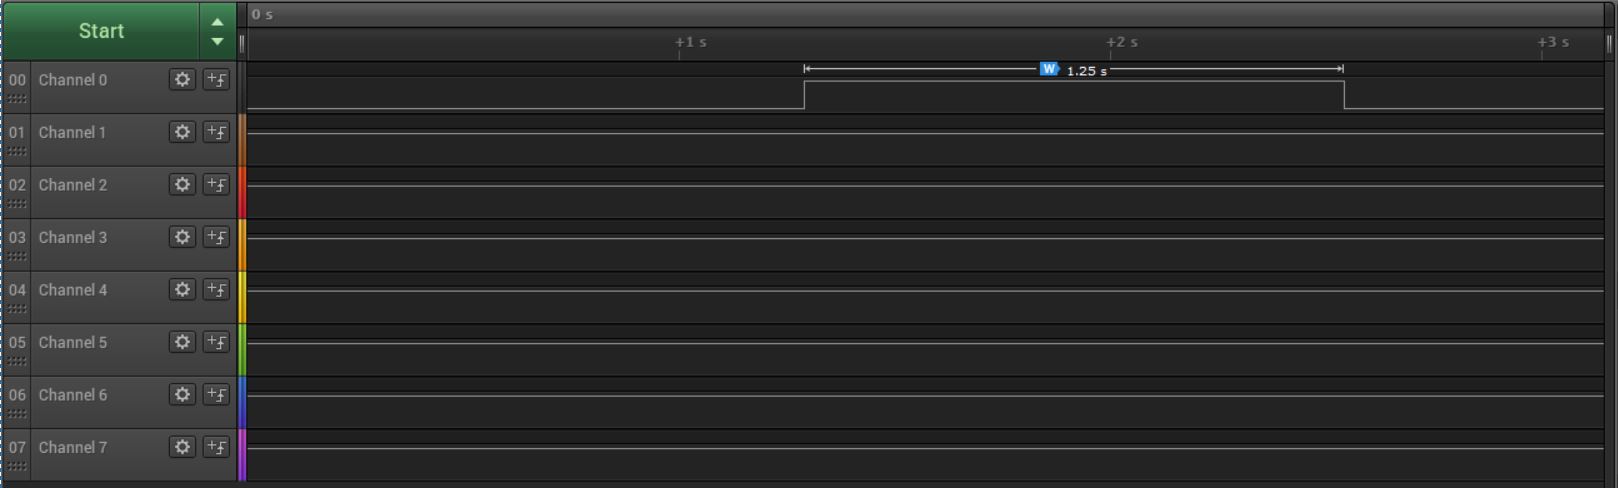 Start
0 s
+1 s
+2 s
+3 s
00 Channel 0
W 1.25 s
01 Channel 1
02 Channel 2
03 Channel 3
04 Channel 4
05 Channel 5
06 Channel 6
07 Channel 7